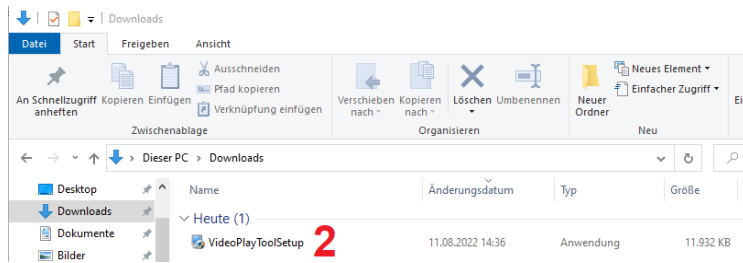 Downloads
Datei Start Freigeben Ansicht
An Schnellzugriff anheften
Kopieren Einfügen
Ausschneiden
Pfad kopieren
Verknüpfung einfügen
Zwischenablage
Verschieben nach
Kopieren nach
Löschen Umbenennen
Organisieren
Neuer Ordner
Neues Element
Einfacher Zugriff
Neu
Dieser PC > Downloads
Desktop
Downloads
Dokumente
Bilder
Name Änderungsdatum Typ Größe
Heute (1)
VideoPlayToolSetup 2 11.08.2022 14:36 Anwendung 11.932 KB